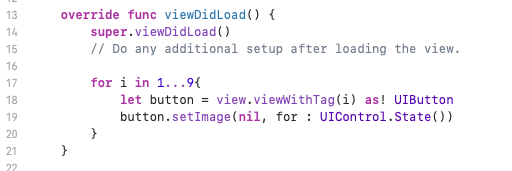 13 override func viewDidLoad() {
14 super.viewDidLoad()
15 // Do any additional setup after loading the view.
16
17 for i in 1...9{
18 let button = view.viewWithTag(i) as! UIButton
19 button.setImage(nil, for : UIControl.State())
20 }
21 }
22